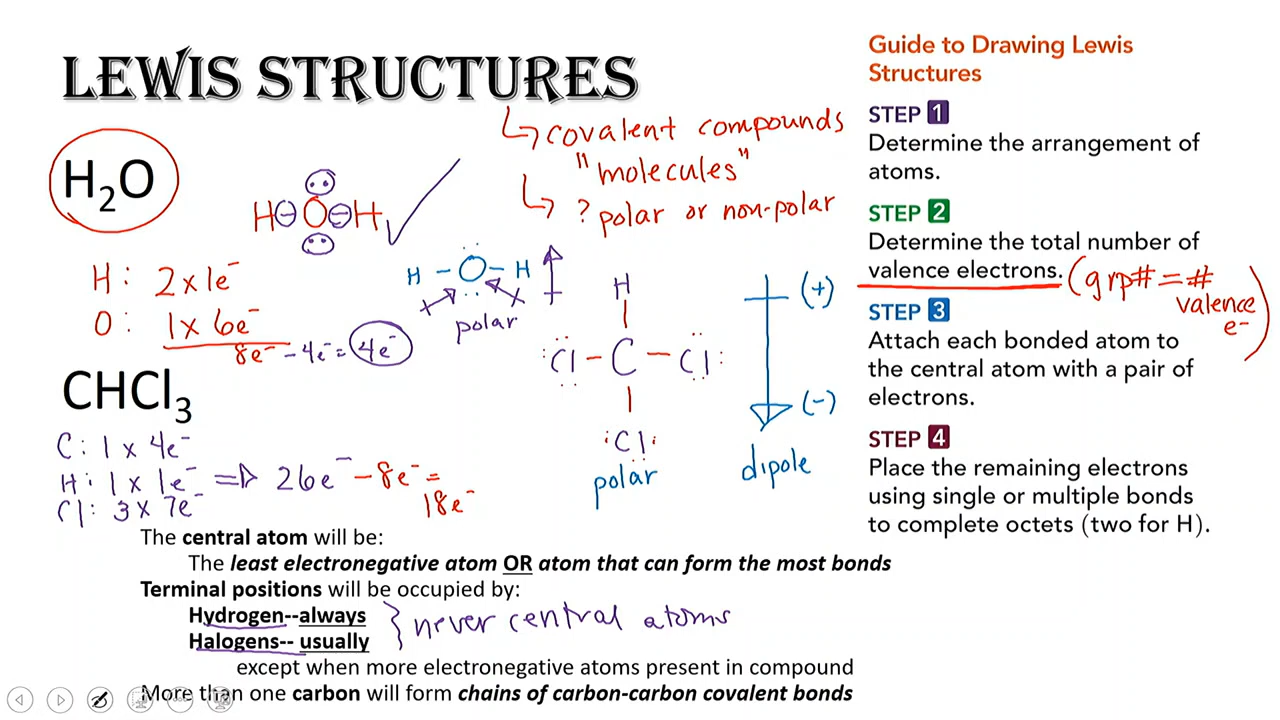 LEWIS STRUCTURES
↳ covalent compounds
"molecules"
↳ ? polar or non-polar
H₂O
H O H
H: 2 x 1e⁻
O: 1 x 6e⁻
8e⁻ - 4e⁻ = 4e⁻
H - O - H
polar
CHCl₃
C: 1 x 4e⁻
H: 1 x 1e⁻ => 26e⁻ - 8e⁻ =
18e⁻
Cl: 3 x 7e⁻
H
Cl - C - Cl
Cl
polar
(+)
(-)
dipole
The central atom will be:
The least electronegative atom OR atom that can form the most bonds
Terminal positions will be occupied by:
Hydrogen--always
Halogens-- usually
} never central atoms
except when more electronegative atoms present in compound
More than one carbon will form chains of carbon-carbon covalent bonds
Guide to Drawing Lewis
Structures
STEP 1
Determine the arrangement of
atoms.
STEP 2
Determine the total number of
valence electrons. (grp# = #
valence
e-)
STEP 3
Attach each bonded atom to
the central atom with a pair of
electrons.
STEP 4
Place the remaining electrons
using single or multiple bonds
to complete octets (two for H).